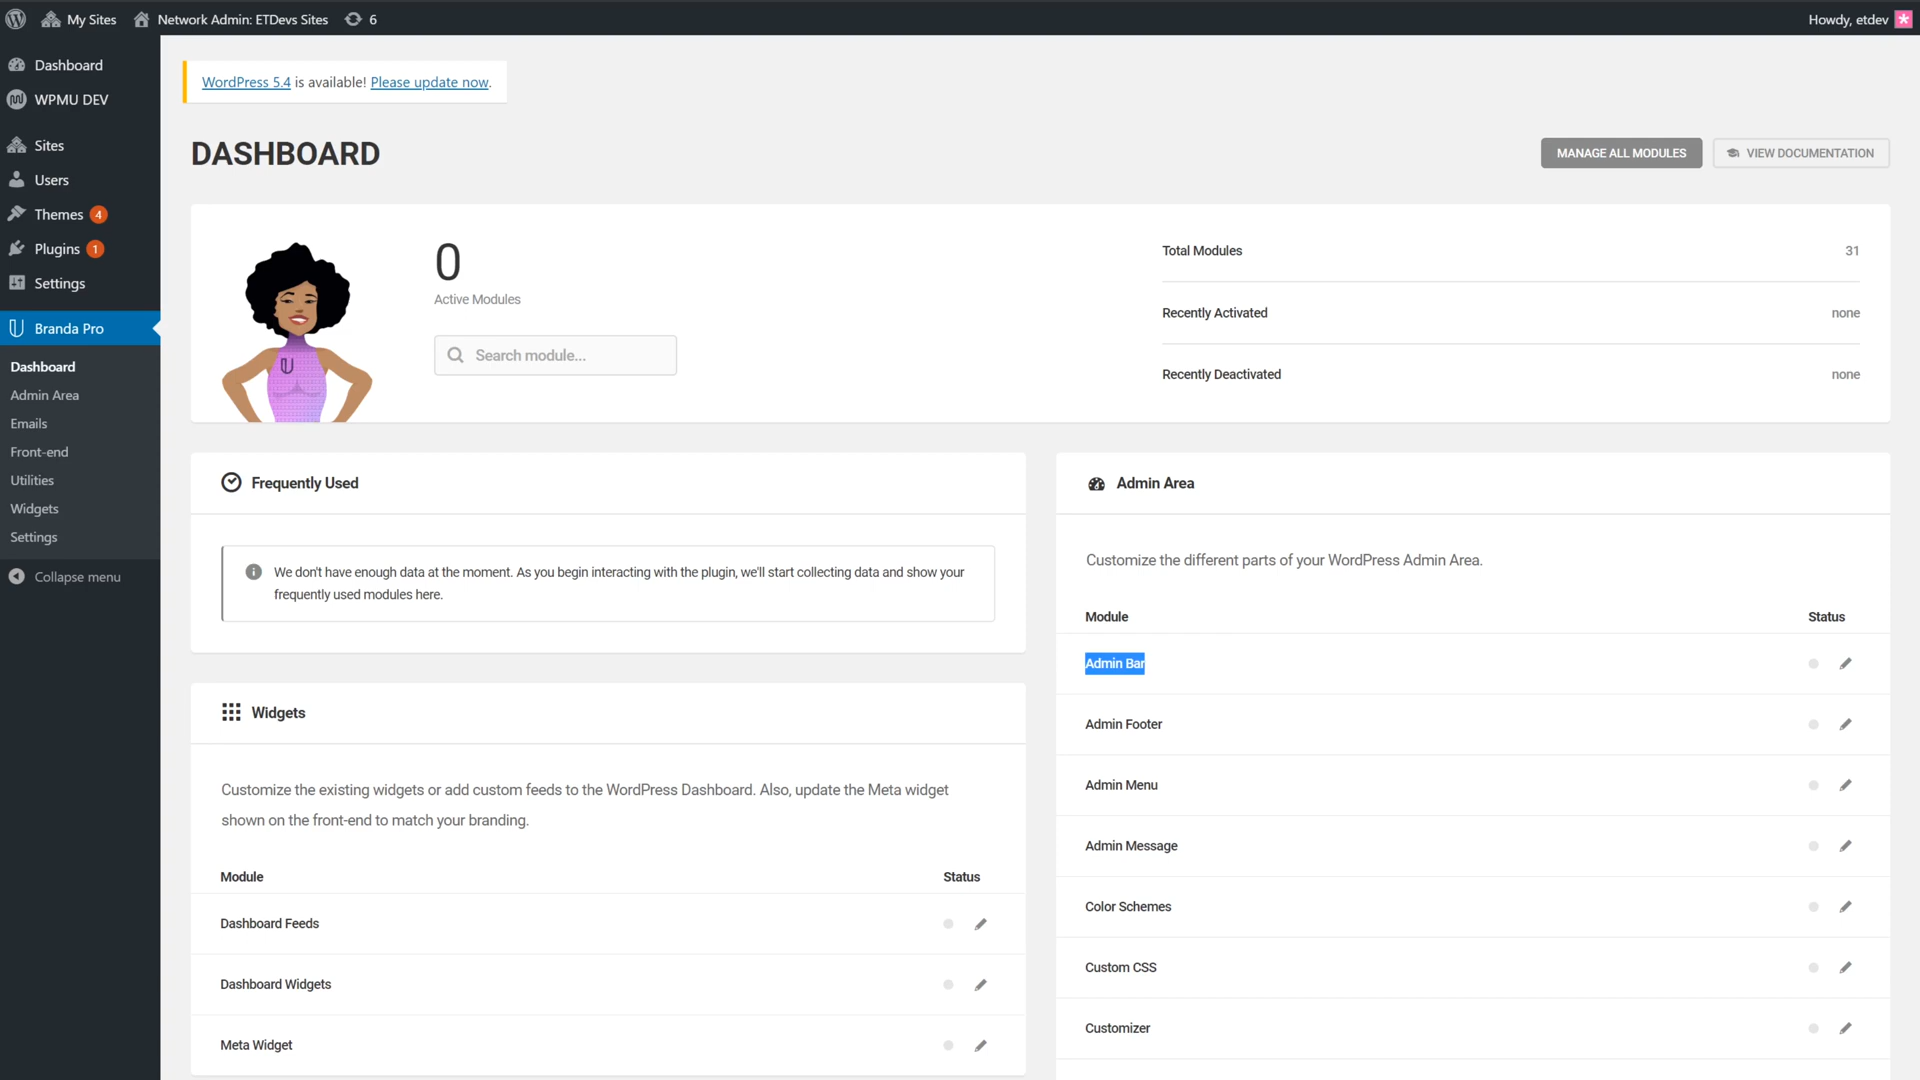 My Sites
Network Admin: ETDevs Sites
6
Howdy, etdev
Dashboard
WPMU DEV
Sites
Users
Themes 4
Plugins 1
Settings
Branda Pro
Dashboard
Admin Area
Emails
Front-end
Utilities
Widgets
Settings
Collapse menu
WordPress 5.4 is available! Please update now.
DASHBOARD
MANAGE ALL MODULES
VIEW DOCUMENTATION
0
Active Modules
Search module...
Total Modules 31
Recently Activated none
Recently Deactivated none
Frequently Used
We don't have enough data at the moment. As you begin interacting with the plugin, we'll start collecting data and show your
frequently used modules here.
Widgets
Customize the existing widgets or add custom feeds to the WordPress Dashboard. Also, update the Meta widget
shown on the front-end to match your branding.
Module Status
Dashboard Feeds
Dashboard Widgets
Meta Widget
Admin Area
Customize the different parts of your WordPress Admin Area.
Module Status
Admin Bar
Admin Footer
Admin Menu
Admin Message
Color Schemes
Custom CSS
Customizer